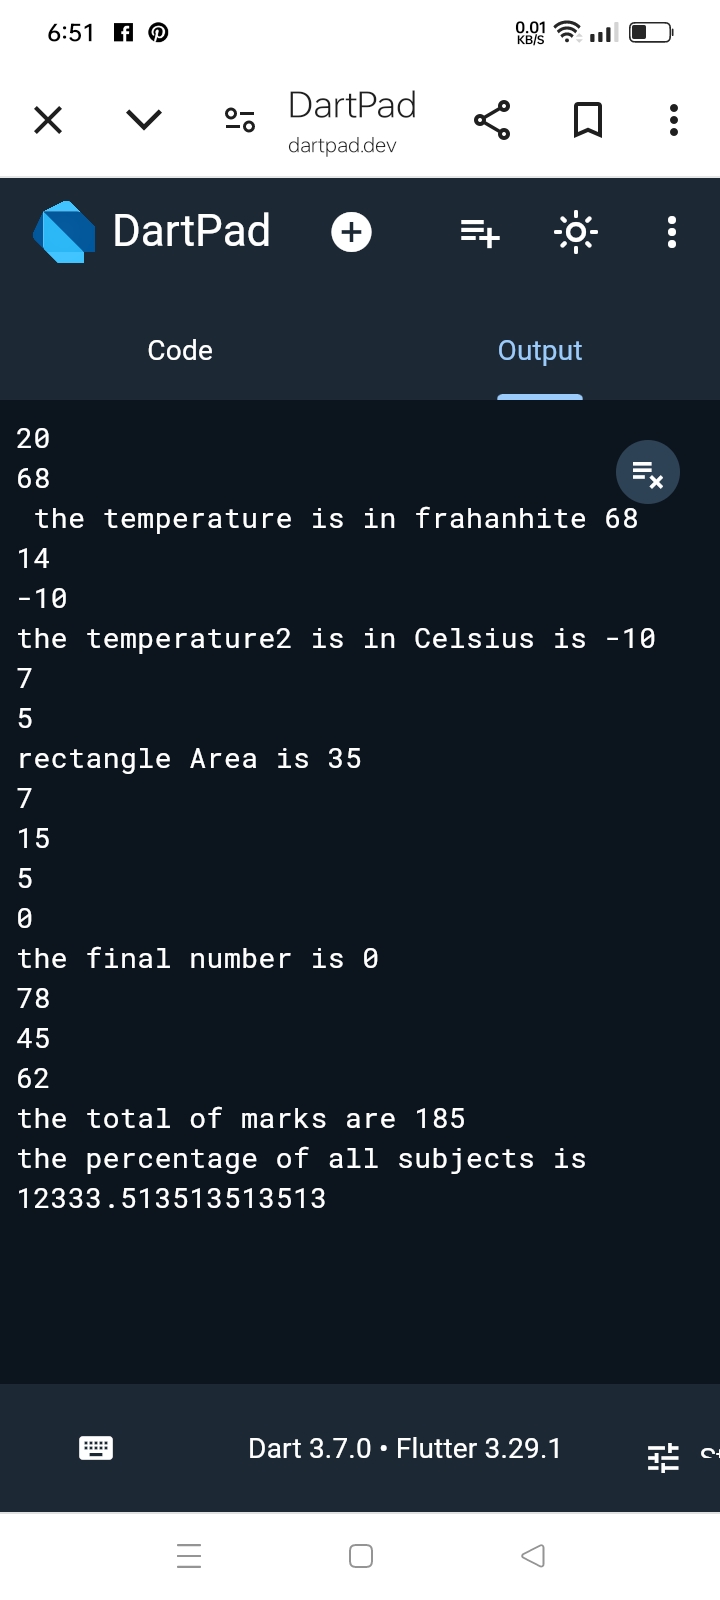 6:51
0.01
KB/S
DartPad
dartpad.dev
DartPad
Code
Output
20
68
the temperature is in frahanhite 68
14
-10
the temperature2 is in Celsius is -10
7
5
rectangle Area is 35
7
15
5
0
the final number is 0
78
45
62
the total of marks are 185
the percentage of all subjects is
12333.513513513513
Dart 3.7.0 • Flutter 3.29.1